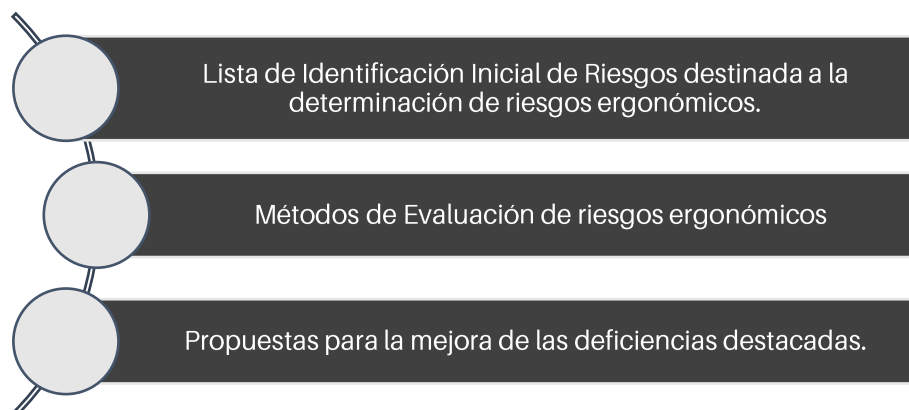 Lista de Identificación Inicial de Riesgos destinada a la
determinación de riesgos ergonómicos.
Métodos de Evaluación de riesgos ergonómicos
Propuestas para la mejora de las deficiencias destacadas.